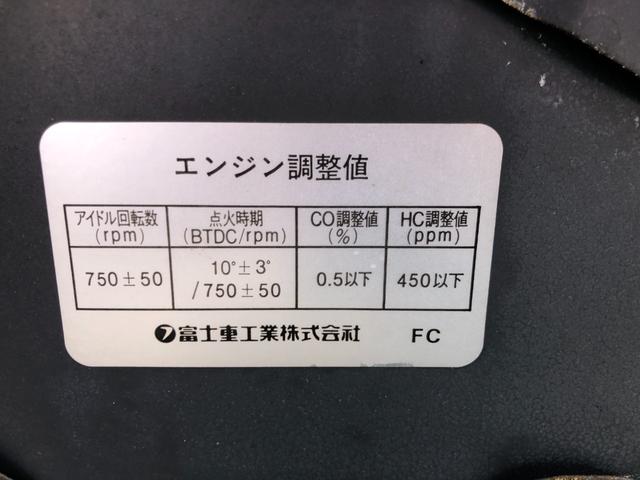 エンジン調整値
アイドル回転数 (rpm)
点火時期 (BTDC/rpm)
CO調整値 (%)
HC調整値 (ppm)
750±50
10°±3° /750±50
0.5以下
450以下
フ富士重工業株式会社 FC